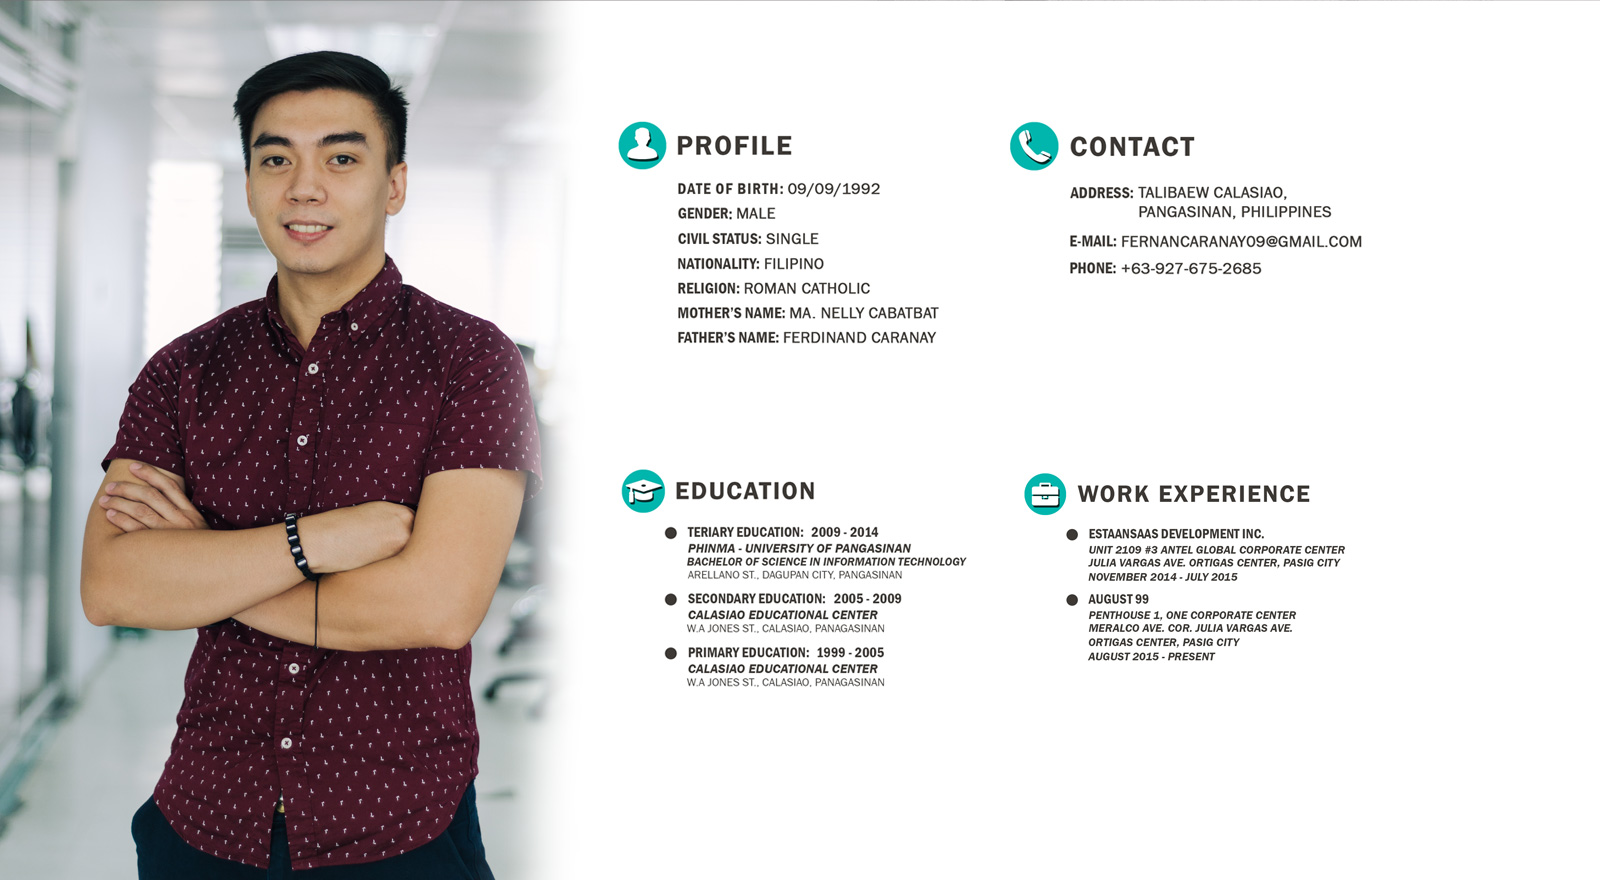 PROFILE
DATE OF BIRTH: 09/09/1992
GENDER: MALE
CIVIL STATUS: SINGLE
NATIONALITY: FILIPINO
RELIGION: ROMAN CATHOLIC
MOTHER'S NAME: MA. NELLY CABATBAT
FATHER'S NAME: FERDINAND CARANAY
CONTACT
ADDRESS: TALIBAEW CALASIAO,
PANGASINAN, PHILIPPINES
E-MAIL: FERNANCARANAY09@GMAIL.COM
PHONE: +63-927-675-2685
EDUCATION
TERIARY EDUCATION: 2009 - 2014
PHINMA - UNIVERSITY OF PANGASINAN
BACHELOR OF SCIENCE IN INFORMATION TECHNOLOGY
ARELLANO ST., DAGUPAN CITY, PANGASINAN
SECONDARY EDUCATION: 2005 - 2009
CALASIAO EDUCATIONAL CENTER
W.A JONES ST., CALASIAO, PANAGASINAN
PRIMARY EDUCATION: 1999 - 2005
CALASIAO EDUCATIONAL CENTER
W.A JONES ST., CALASIAO, PANAGASINAN
WORK EXPERIENCE
ESTAANSAAS DEVELOPMENT INC.
UNIT 2109 #3 ANTEL GLOBAL CORPORATE CENTER
JULIA VARGAS AVE. ORTIGAS CENTER, PASIG CITY
NOVEMBER 2014 - JULY 2015
AUGUST 99
PENTHOUSE 1, ONE CORPORATE CENTER
MERALCO AVE. COR. JULIA VARGAS AVE.
ORTIGAS CENTER, PASIG CITY
AUGUST 2015 - PRESENT